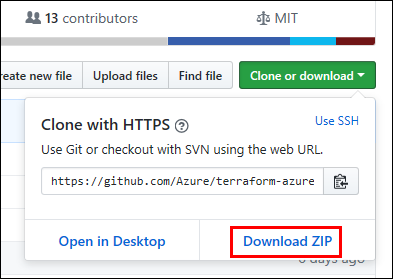 13 contributors
MIT
Create new file
Upload files
Find file
Clone or download
Clone with HTTPS ?
Use SSH
Use Git or checkout with SVN using the web URL.
https://github.com/Azure/terraform-azure
Open in Desktop
Download ZIP
days ago